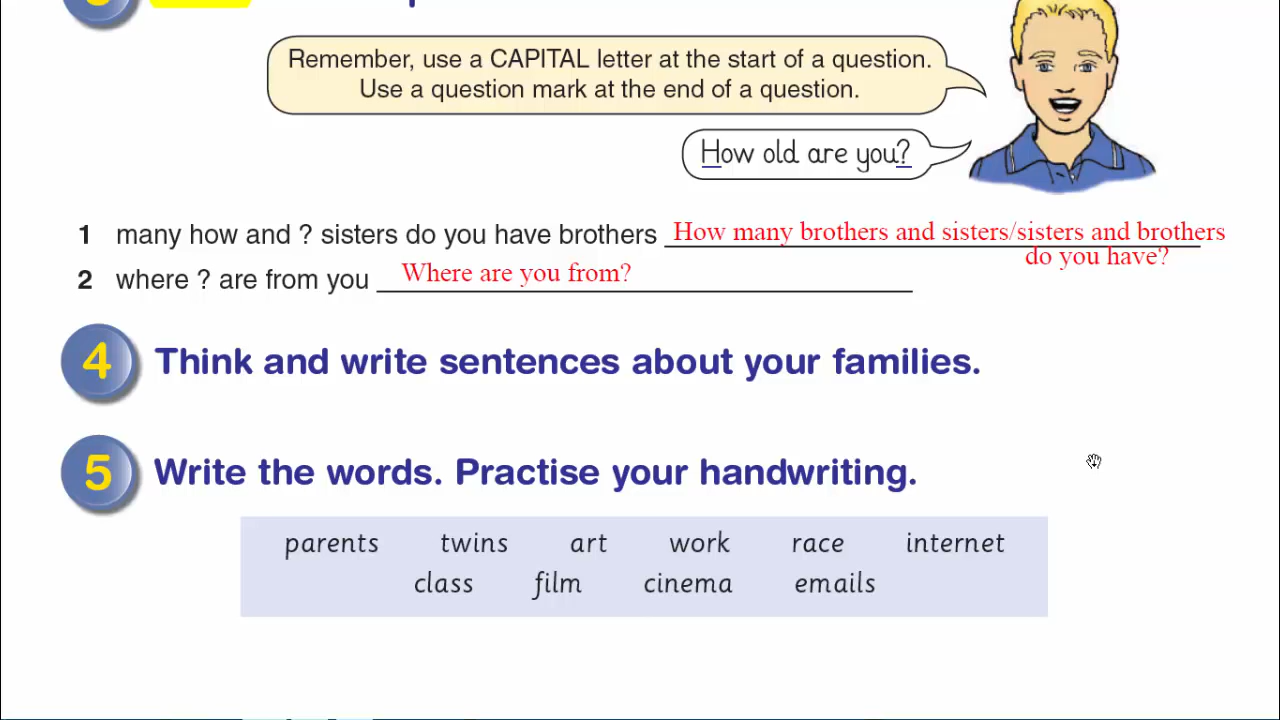 Remember, use a CAPITAL letter at the start of a question.
Use a question mark at the end of a question.
How old are you?
1 many how and ? sisters do you have brothers How many brothers and sisters/sisters and brothers
do you have?
2 where ? are from you Where are you from?
4 Think and write sentences about your families.
5 Write the words. Practise your handwriting.
parents twins art work race internet
class film cinema emails